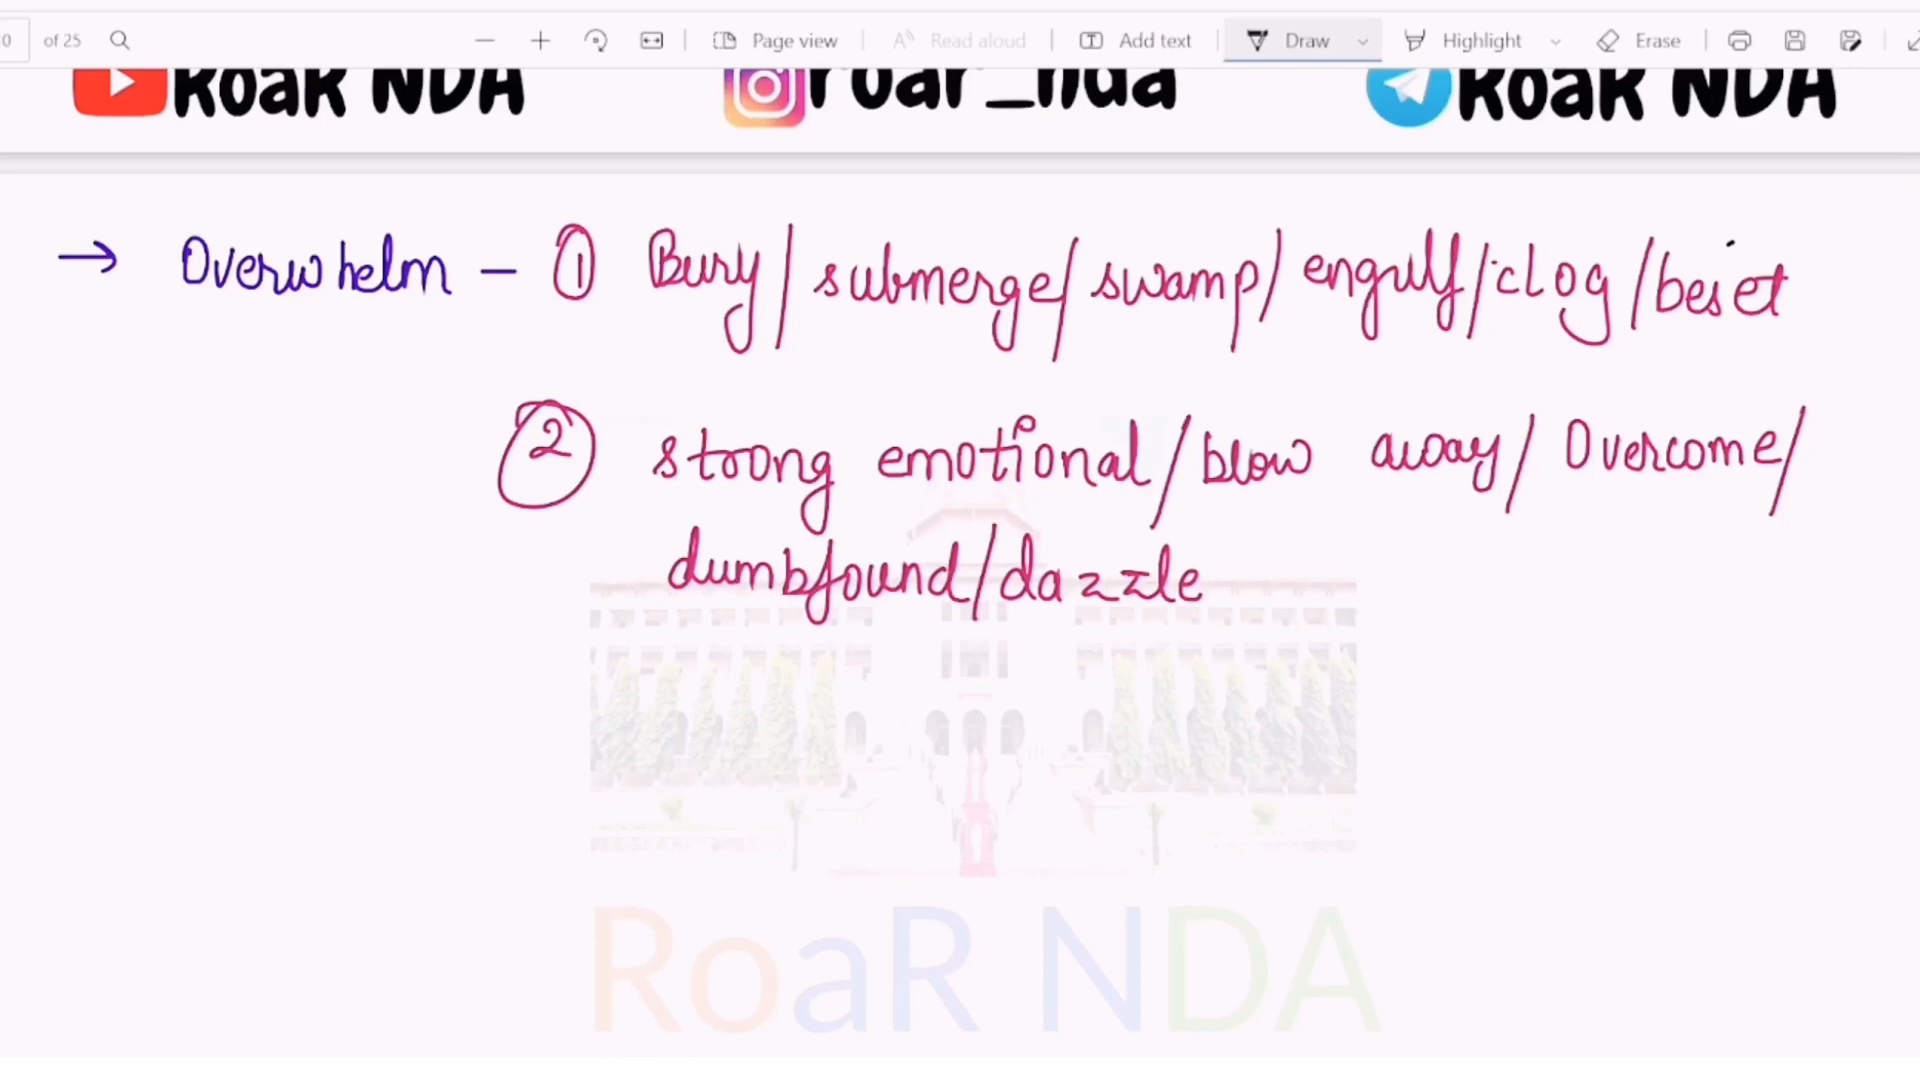 0 of 25 Page view Read aloud Add text Draw Highlight Erase
RoaR NDA roar_nda RoaR NDA
→ Overwhelm – ① Bury/submerge/swamp/engulf/clog/beset
② strong emotional/blow away/Overcome/
dumbfound/dazzle
RoaR NDA